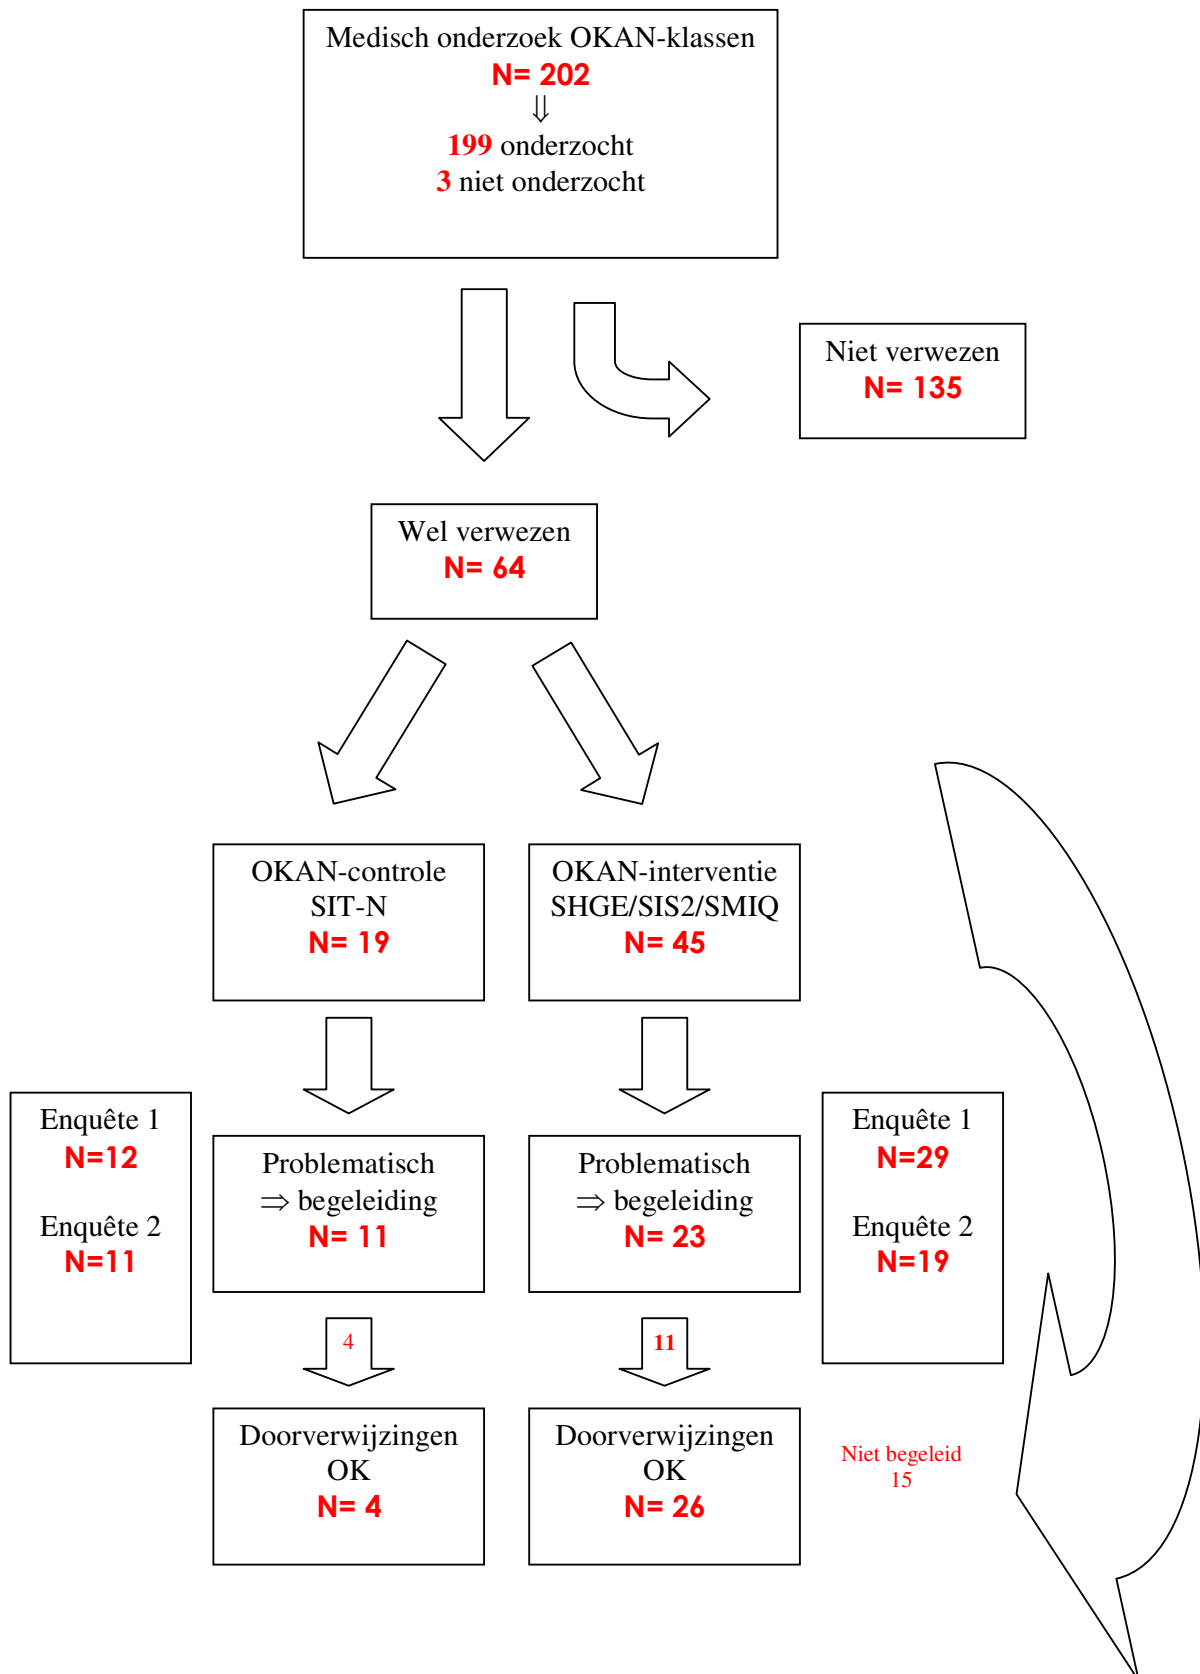 Medisch onderzoek OKAN-klassen
N= 202
⇓
199 onderzocht
3 niet onderzocht
Niet verwezen
N= 135
Wel verwezen
N= 64
OKAN-controle
SIT-N
N= 19
OKAN-interventie
SHGE/SIS2/SMIQ
N= 45
Enquête 1
N=12
Enquête 2
N=11
Problematisch
⇒ begeleiding
N= 11
Problematisch
⇒ begeleiding
N= 23
Enquête 1
N=29
Enquête 2
N=19
4
11
Doorverwijzingen
OK
N= 4
Doorverwijzingen
OK
N= 26
Niet begeleid
15